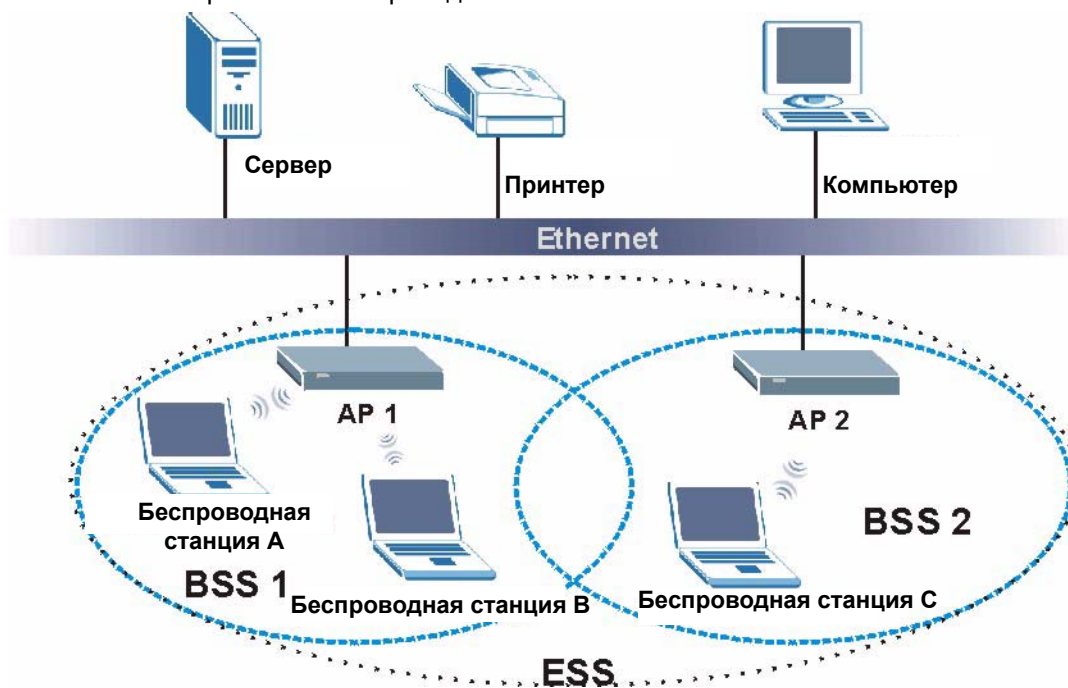 Сервер
Принтер
Компьютер
Ethernet
AP 1
AP 2
Беспроводная
станция A
BSS 1
Беспроводная станция B
BSS 2
Беспроводная станция C
ESS